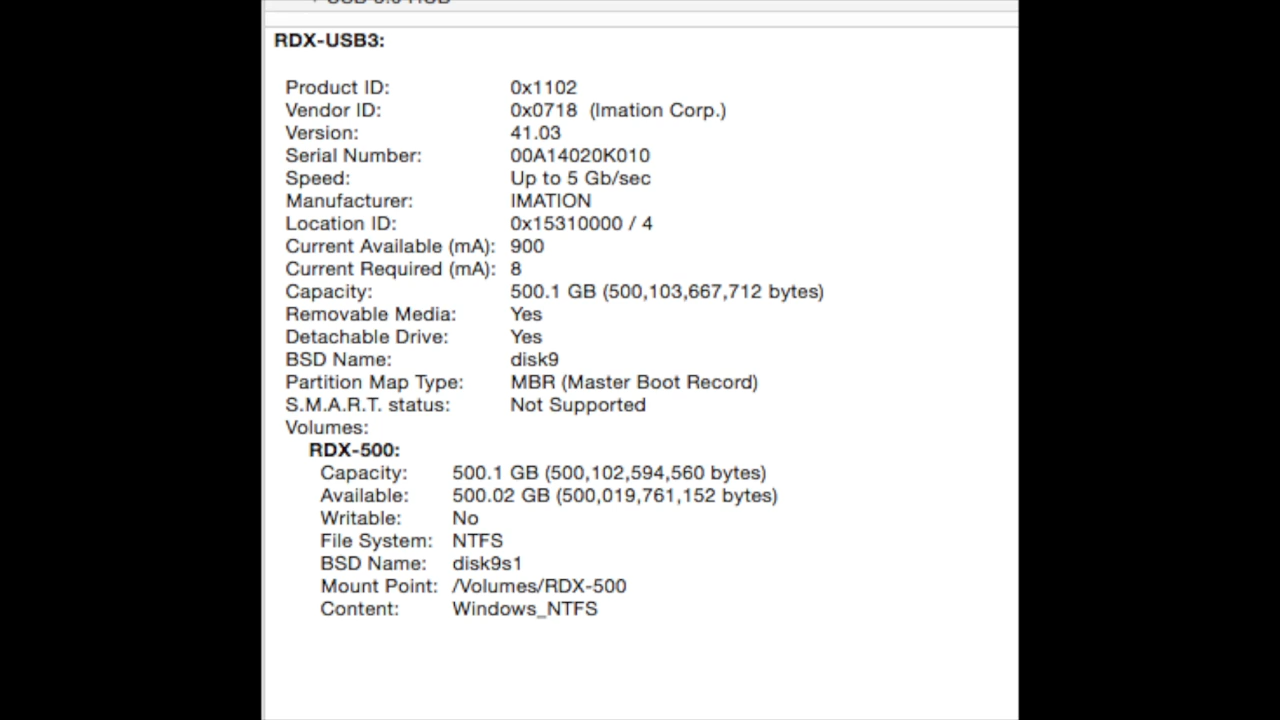 RDX-USB3:
Product ID: 0x1102
Vendor ID: 0x0718 (Imation Corp.)
Version: 41.03
Serial Number: 00A14020K010
Speed: Up to 5 Gb/sec
Manufacturer: IMATION
Location ID: 0x15310000 / 4
Current Available (mA): 900
Current Required (mA): 8
Capacity: 500.1 GB (500,103,667,712 bytes)
Removable Media: Yes
Detachable Drive: Yes
BSD Name: disk9
Partition Map Type: MBR (Master Boot Record)
S.M.A.R.T. status: Not Supported
Volumes:
RDX-500:
Capacity: 500.1 GB (500,102,594,560 bytes)
Available: 500.02 GB (500,019,761,152 bytes)
Writable: No
File System: NTFS
BSD Name: disk9s1
Mount Point: /Volumes/RDX-500
Content: Windows_NTFS